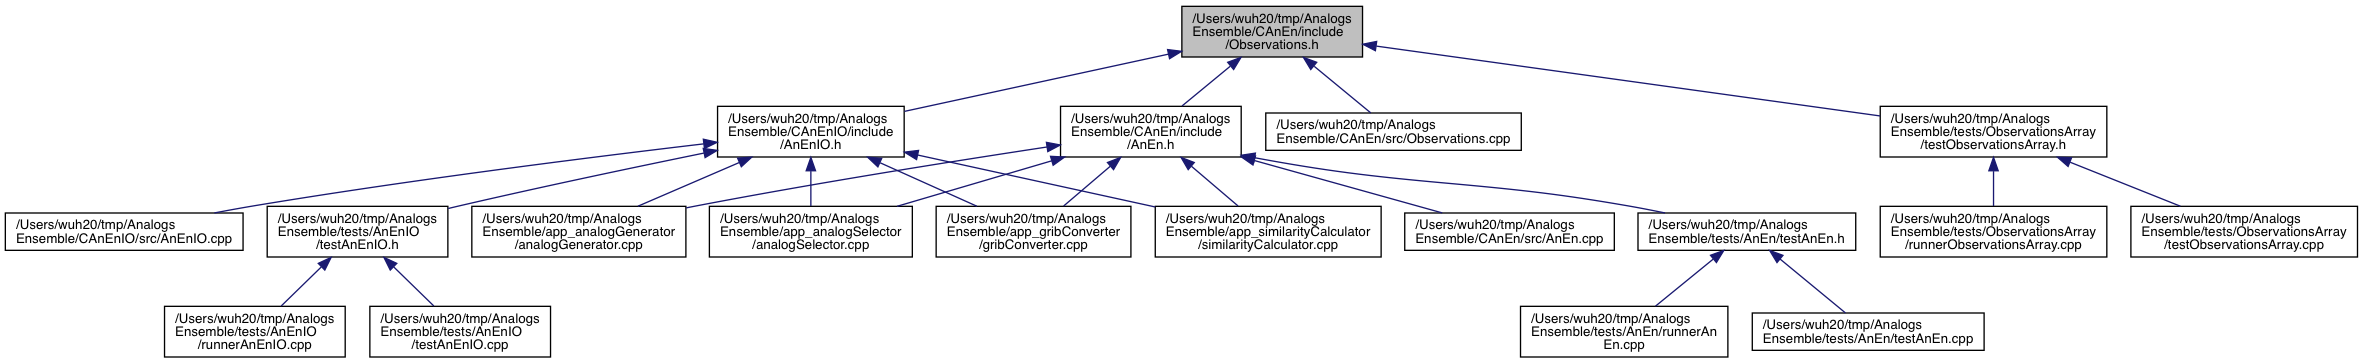 /Users/wuh20/tmp/Analogs
Ensemble/CAnEn/include
/Observations.h
/Users/wuh20/tmp/Analogs
Ensemble/CAnEnIO/include
/AnEnIO.h
/Users/wuh20/tmp/Analogs
Ensemble/CAnEn/include
/AnEn.h
/Users/wuh20/tmp/Analogs
Ensemble/CAnEn/src/Observations.cpp
/Users/wuh20/tmp/Analogs
Ensemble/tests/ObservationsArray
/testObservationsArray.h
/Users/wuh20/tmp/Analogs
Ensemble/CAnEnIO/src/AnEnIO.cpp
/Users/wuh20/tmp/Analogs
Ensemble/tests/AnEnIO
/testAnEnIO.h
/Users/wuh20/tmp/Analogs
Ensemble/app_analogGenerator
/analogGenerator.cpp
/Users/wuh20/tmp/Analogs
Ensemble/app_analogSelector
/analogSelector.cpp
/Users/wuh20/tmp/Analogs
Ensemble/app_gribConverter
/gribConverter.cpp
/Users/wuh20/tmp/Analogs
Ensemble/app_similarityCalculator
/similarityCalculator.cpp
/Users/wuh20/tmp/Analogs
Ensemble/CAnEn/src/AnEn.cpp
/Users/wuh20/tmp/Analogs
Ensemble/tests/AnEn/testAnEn.h
/Users/wuh20/tmp/Analogs
Ensemble/tests/ObservationsArray
/runnerObservationsArray.cpp
/Users/wuh20/tmp/Analogs
Ensemble/tests/ObservationsArray
/testObservationsArray.cpp
/Users/wuh20/tmp/Analogs
Ensemble/tests/AnEnIO
/runnerAnEnIO.cpp
/Users/wuh20/tmp/Analogs
Ensemble/tests/AnEnIO
/testAnEnIO.cpp
/Users/wuh20/tmp/Analogs
Ensemble/tests/AnEn/runnerAn
En.cpp
/Users/wuh20/tmp/Analogs
Ensemble/tests/AnEn/testAnEn.cpp